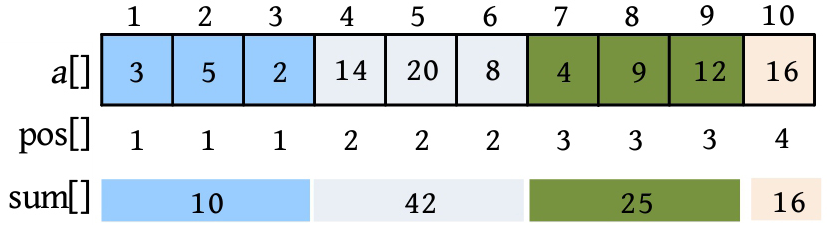 1 2 3 4 5 6 7 8 9 10
a[] 3 5 2 14 20 8 4 9 12 16
pos[] 1 1 1 2 2 2 3 3 3 4
sum[] 10 42 25 16